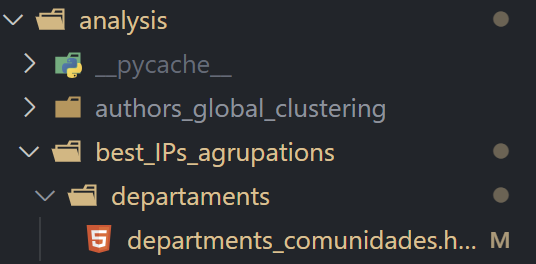 analysis
__pycache__
authors_global_clustering
best_IPs_agrupations
departaments
departments_comunidades.h... M